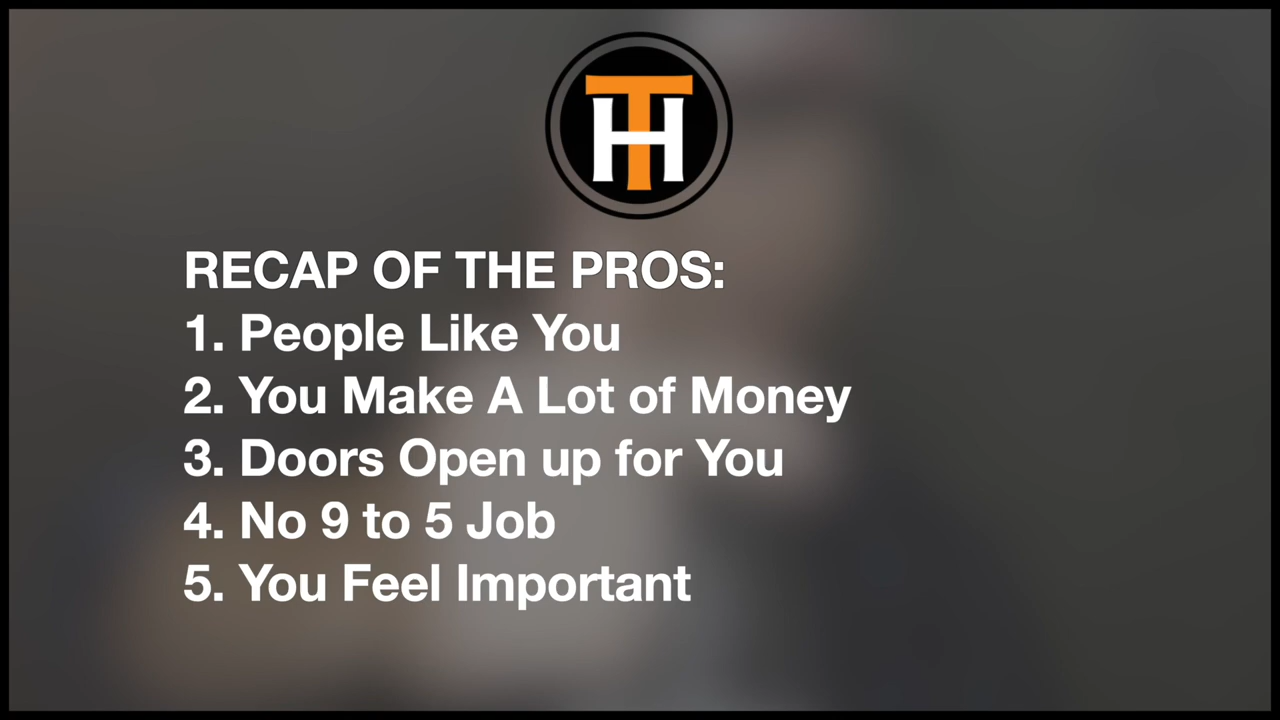 TH
RECAP OF THE PROS:
1. People Like You
2. You Make A Lot of Money
3. Doors Open up for You
4. No 9 to 5 Job
5. You Feel Important